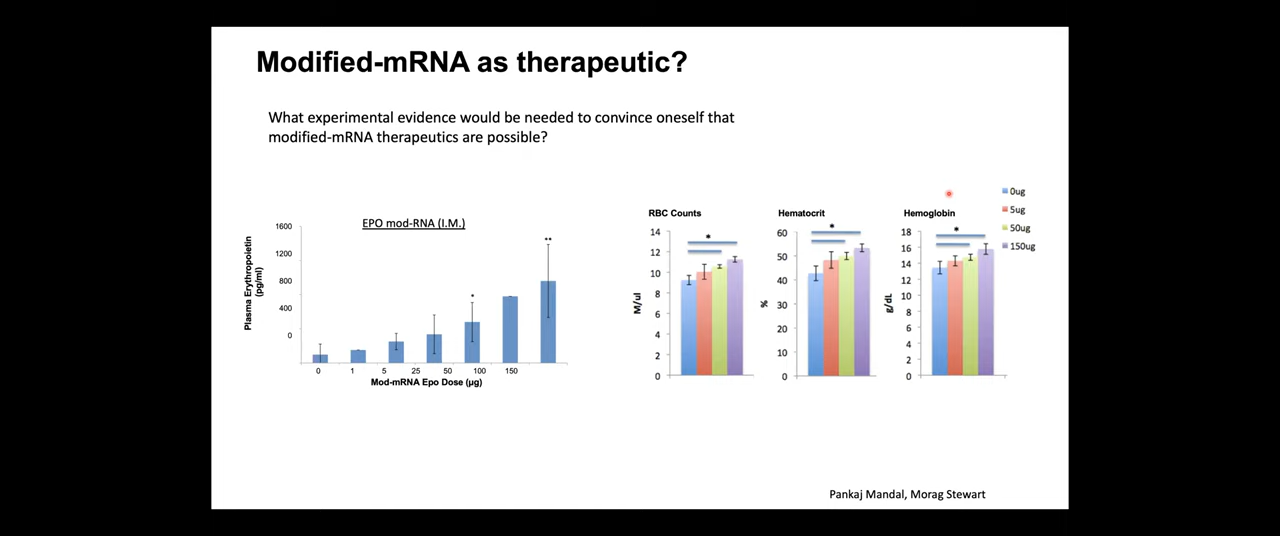 Modified-mRNA as therapeutic?
What experimental evidence would be needed to convince oneself that
modified-mRNA therapeutics are possible?
EPO mod-RNA (I.M.)
Plasma Erythropoietin
(pg/ml)
1600
1200
800
400
0
*
**
0 1 5 25 50 100 150
Mod-mRNA Epo Dose (µg)
RBC Counts
M/ul
14
12
10
8
6
4
2
0
*
Hematocrit
%
60
50
40
30
20
10
0
*
Hemoglobin
g/dL
18
16
14
12
10
8
6
4
2
0
*
0ug
5ug
50ug
150ug
Pankaj Mandal, Morag Stewart